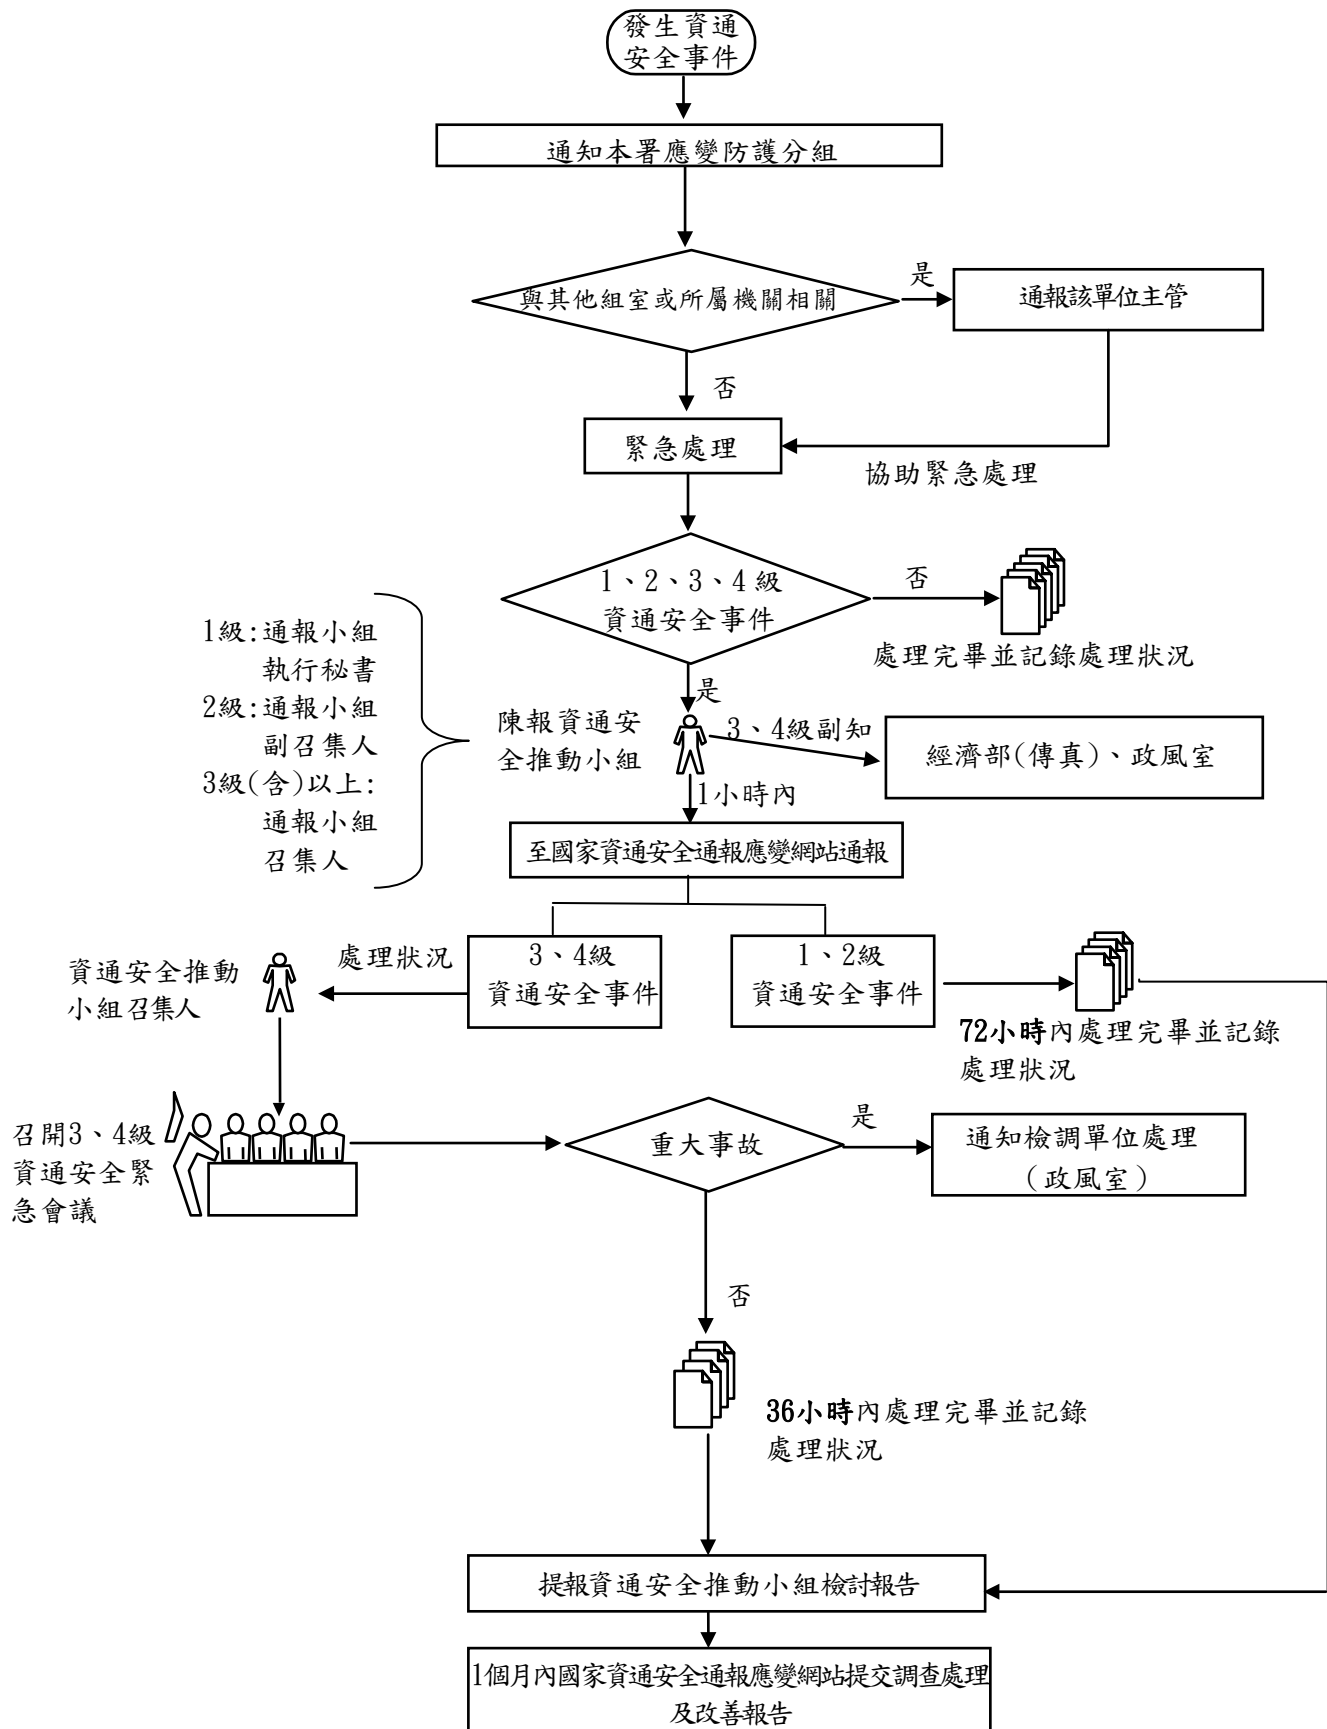 發生資通
安全事件
通知本署應變防護分組
與其他組室或所屬機關相關
是
通報該單位主管
否
緊急處理
協助緊急處理
1、2、3、4級
資通安全事件
否
處理完畢並記錄處理狀況
1級:通報小組
執行秘書
2級:通報小組
副召集人
3級(含)以上:
通報小組
召集人
是
陳報資通安
全推動小組
3、4級副知
經濟部(傳真)、政風室
1小時內
至國家資通安全通報應變網站通報
資通安全推動
小組召集人
處理狀況
3、4級
資通安全事件
1、2級
資通安全事件
72小時內處理完畢並記錄
處理狀況
召開3、4級
資通安全緊
急會議
重大事故
是
通知檢調單位處理
(政風室)
否
36小時內處理完畢並記錄
處理狀況
提報資通安全推動小組檢討報告
1個月內國家資通安全通報應變網站提交調查處理
及改善報告